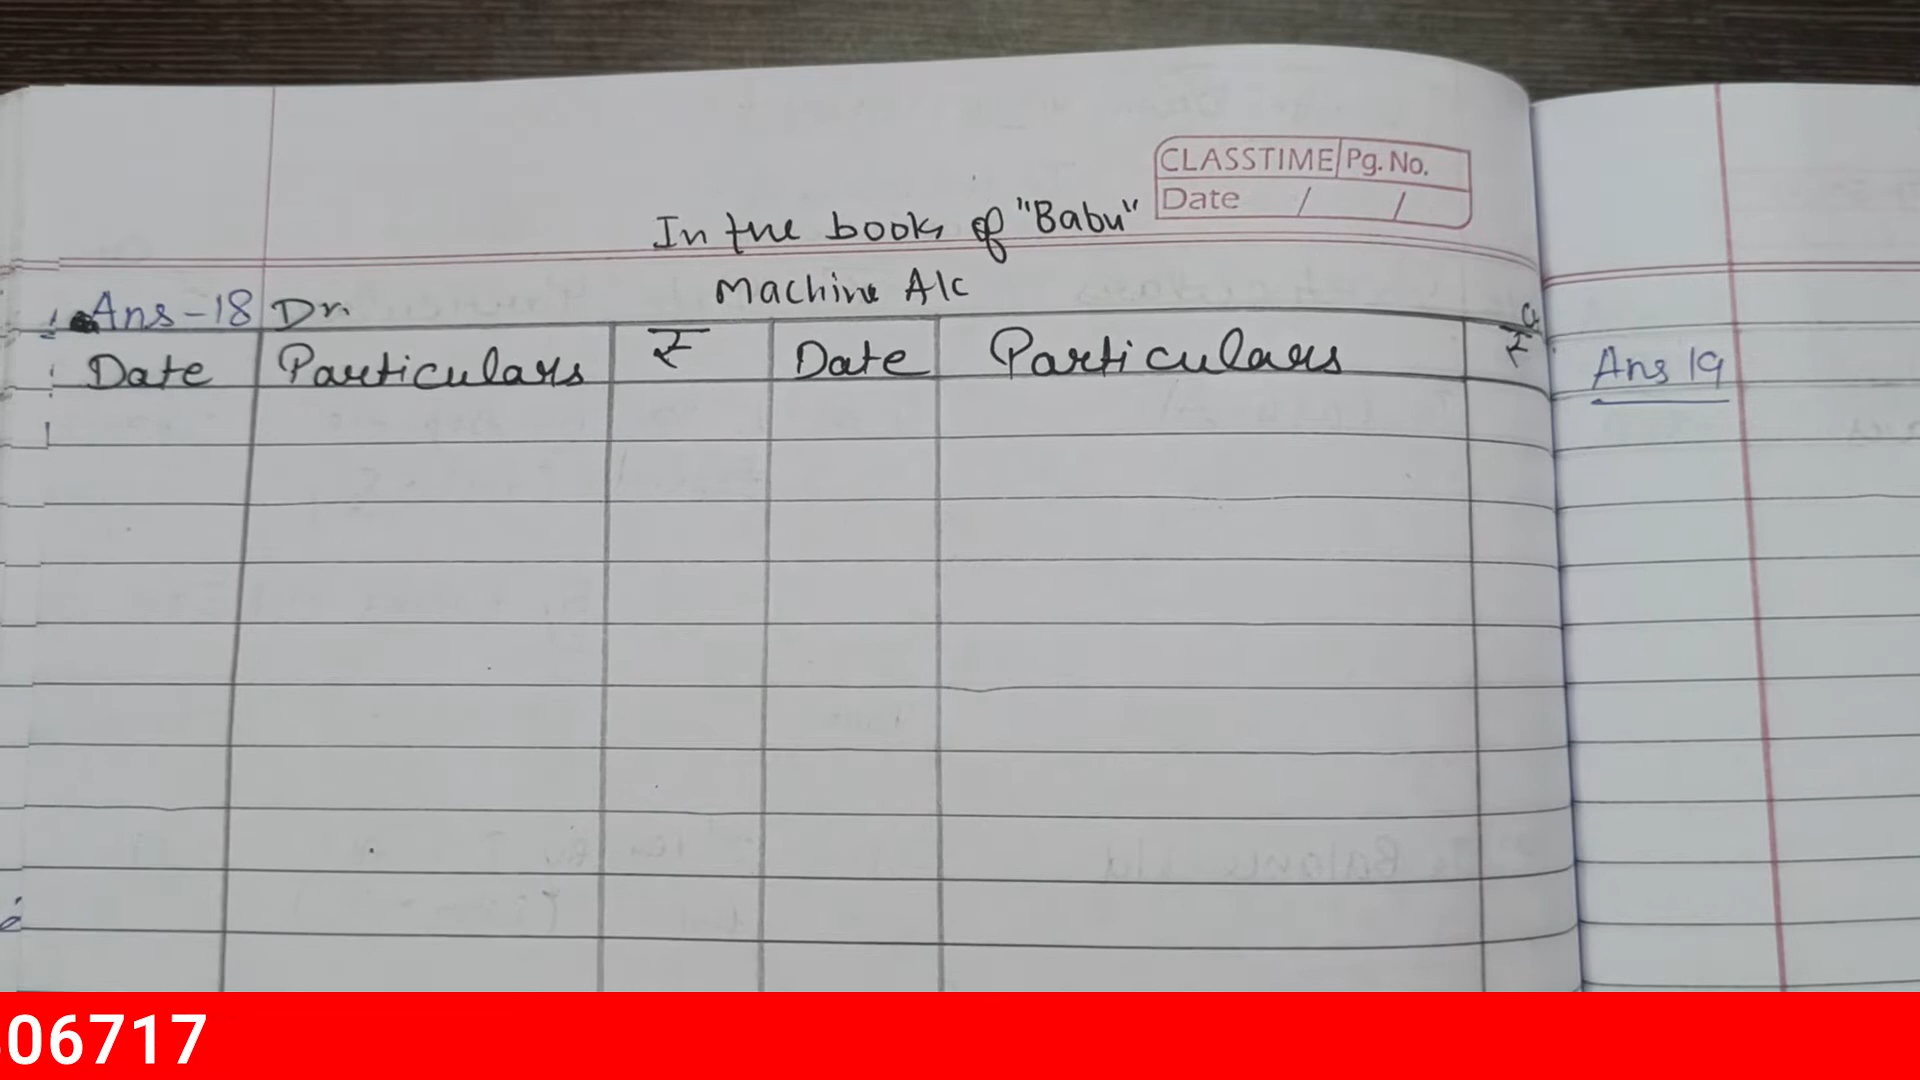 CLASSTIME Pg. No.
Date / /
In the books of "Babu"
Machine A/c
Ans-18 Dr.
Date Particulars ₹ Date Particulars ₹
Ans 19
06717